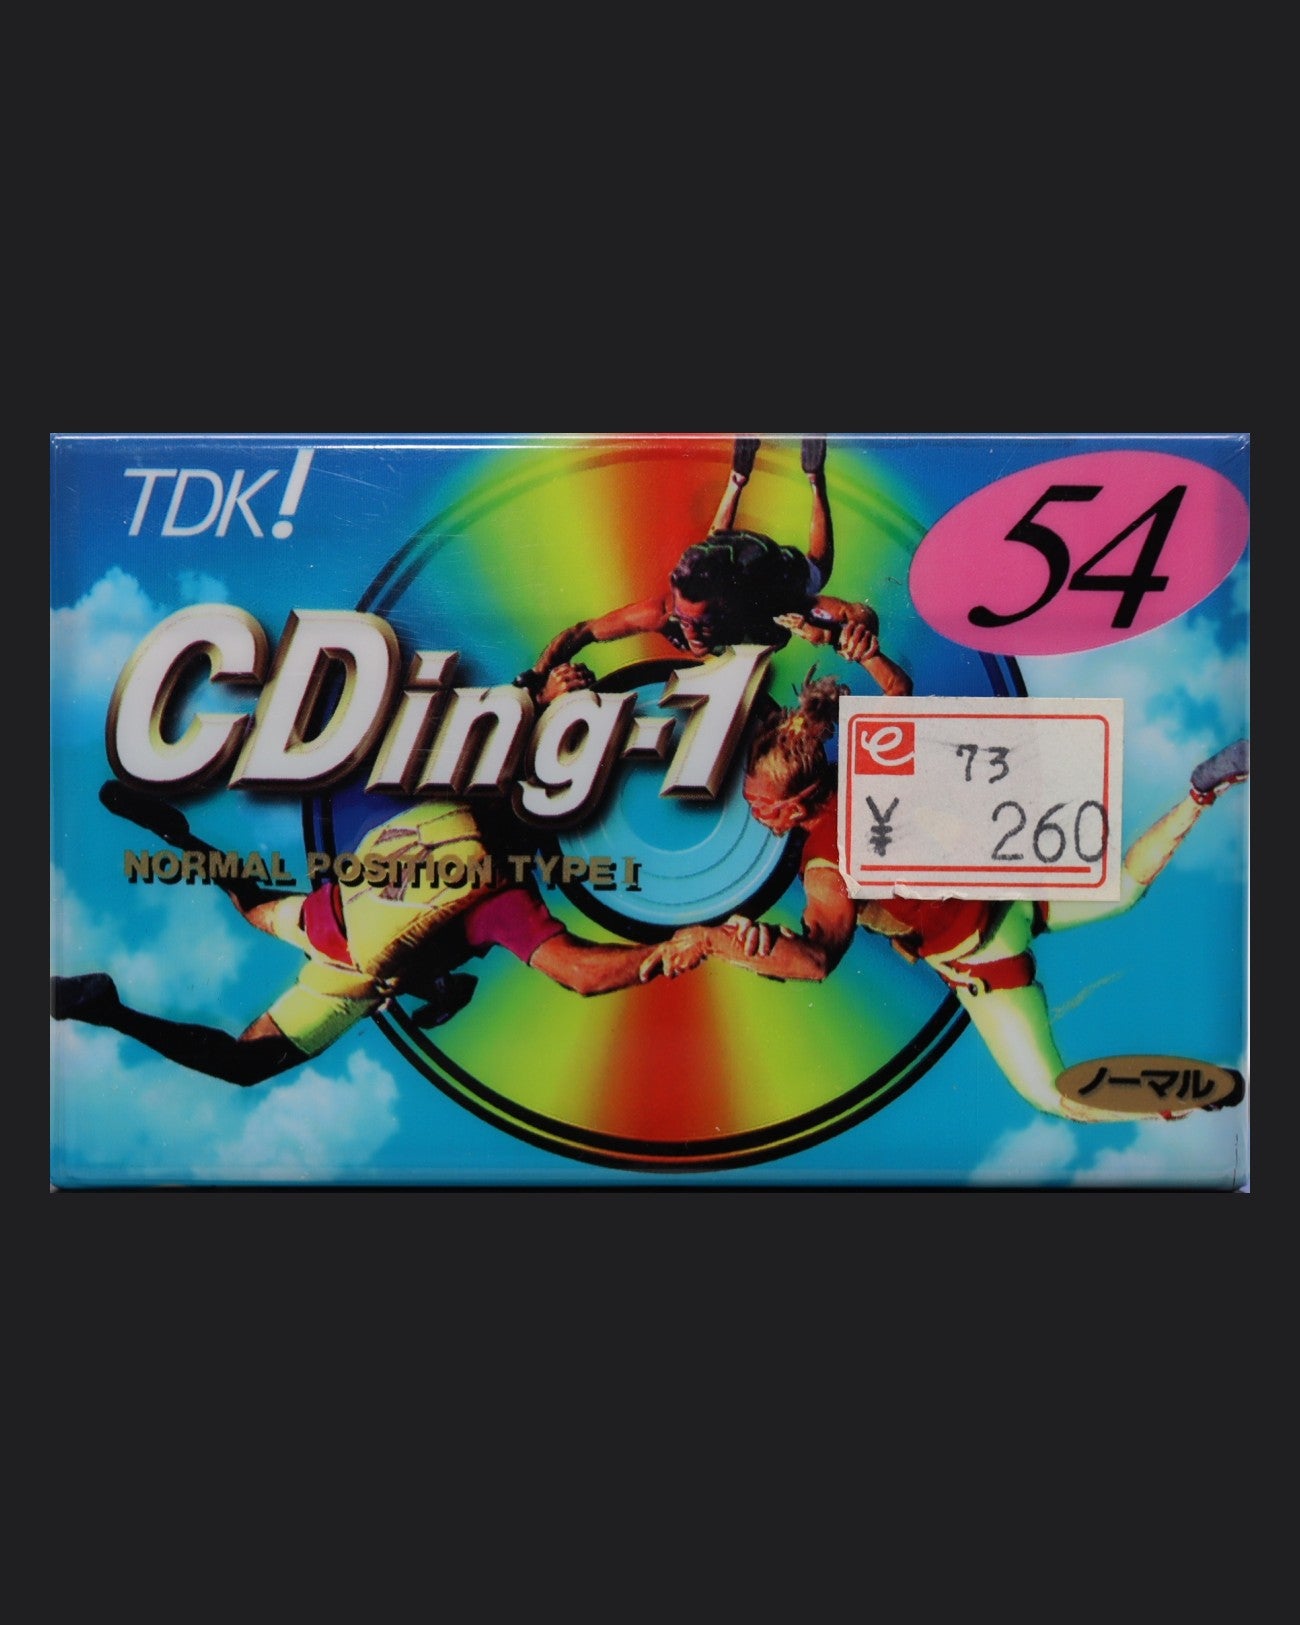 TDK!
54
CDing-1
e 73
¥ 260
NORMAL POSITION TYPE I
ノーマル